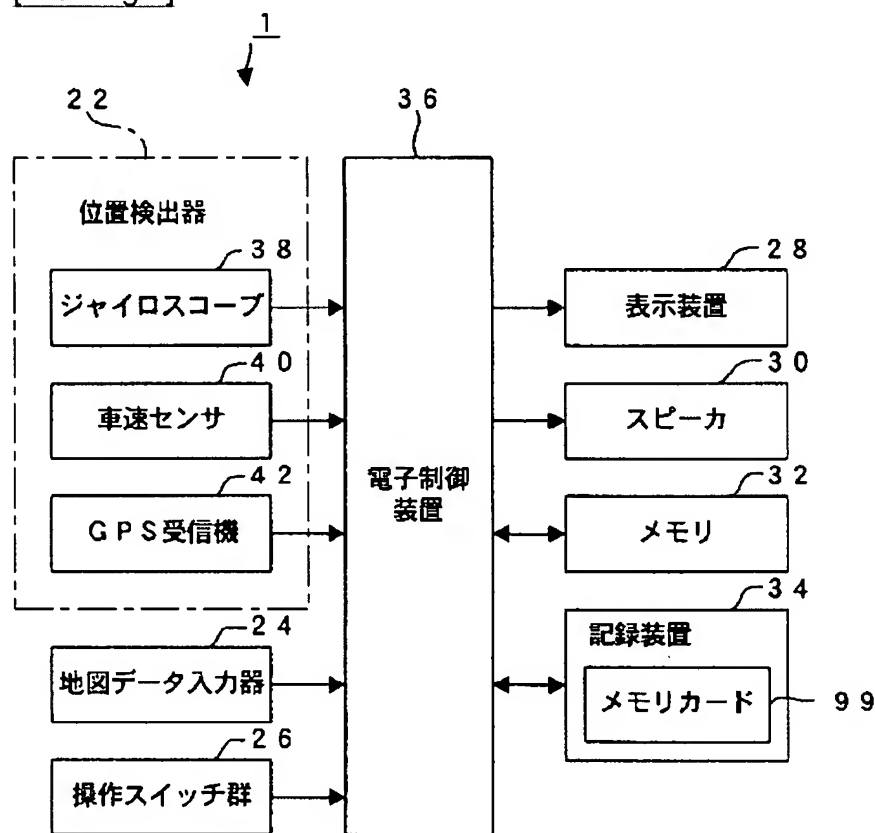 1
22
36
位置検出器
38
ジャイロスコープ
28
表示装置
40
車速センサ
30
スピーカ
電子制御
装置
42
GPS受信機
32
メモリ
34
記録装置
24
地図データ入力器
メモリカード
99
26
操作スイッチ群